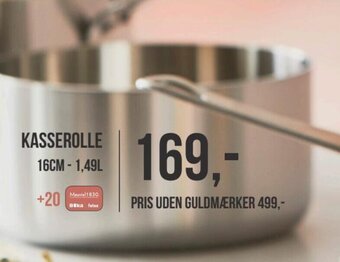 KASSEROLLE
16CM - 1,49L
+20
169,-
PRIS UDEN GULDMÆRKER 499,-